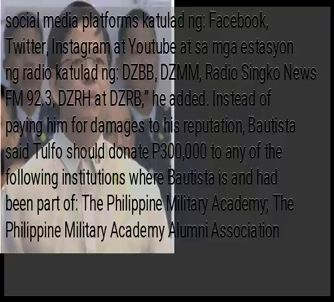 social media platforms katulad ng: Facebook,
Twitter, Instagram at Youtube at sa mga estasyon
ng radio katulad ng: DZBB, DZMM, Radio Singko News
FM 92.3, DZRH at DZRB," he added. Instead of
paying him for damages to his reputation, Bautista
said Tulfo should donate P300,000 to any of the
following institutions where Bautista is and had
been part of: The Philippine Military Academy; The
Philippine Military Academy Alumni Association